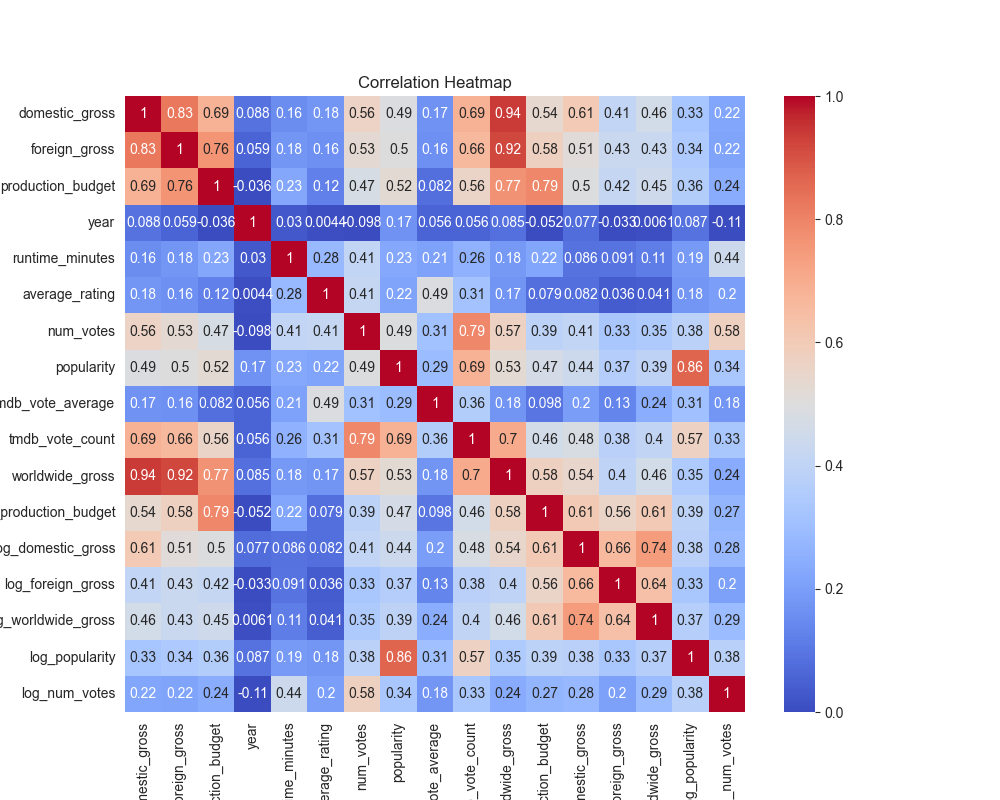 Correlation Heatmap
domestic_gross 1 0.83 0.69 0.088 0.16 0.18 0.56 0.49 0.17 0.69 0.94 0.54 0.61 0.41 0.46 0.33 0.22
foreign_gross 0.83 1 0.76 0.059 0.18 0.16 0.53 0.5 0.16 0.66 0.92 0.58 0.51 0.43 0.43 0.34 0.22
production_budget 0.69 0.76 1 -0.036 0.23 0.12 0.47 0.52 0.082 0.56 0.77 0.79 0.5 0.42 0.45 0.36 0.24
year 0.088 0.059 -0.036 1 0.03 0.0044 -0.098 0.17 0.056 0.056 0.085 -0.052 0.077 -0.033 0.0061 0.087 -0.11
runtime_minutes 0.16 0.18 0.23 0.03 1 0.28 0.41 0.23 0.21 0.26 0.18 0.22 0.086 0.091 0.11 0.19 0.44
average_rating 0.18 0.16 0.12 0.0044 0.28 1 0.41 0.22 0.49 0.31 0.17 0.079 0.082 0.036 0.041 0.18 0.2
num_votes 0.56 0.53 0.47 -0.098 0.41 0.41 1 0.49 0.31 0.79 0.57 0.39 0.41 0.33 0.35 0.38 0.58
popularity 0.49 0.5 0.52 0.17 0.23 0.22 0.49 1 0.29 0.69 0.53 0.47 0.44 0.37 0.39 0.86 0.34
mdb_vote_average 0.17 0.16 0.082 0.056 0.21 0.49 0.31 0.29 1 0.36 0.18 0.098 0.2 0.13 0.24 0.31 0.18
tmdb_vote_count 0.69 0.66 0.56 0.056 0.26 0.31 0.79 0.69 0.36 1 0.7 0.46 0.48 0.38 0.4 0.57 0.33
worldwide_gross 0.94 0.92 0.77 0.085 0.18 0.17 0.57 0.53 0.18 0.7 1 0.58 0.54 0.4 0.46 0.35 0.24
production_budget 0.54 0.58 0.79 -0.052 0.22 0.079 0.39 0.47 0.098 0.46 0.58 1 0.61 0.56 0.61 0.39 0.27
og_domestic_gross 0.61 0.51 0.5 0.077 0.086 0.082 0.41 0.44 0.2 0.48 0.54 0.61 1 0.66 0.74 0.38 0.28
log_foreign_gross 0.41 0.43 0.42 -0.033 0.091 0.036 0.33 0.37 0.13 0.38 0.4 0.56 0.66 1 0.64 0.33 0.2
g_worldwide_gross 0.46 0.43 0.45 0.0061 0.11 0.041 0.35 0.39 0.24 0.4 0.46 0.61 0.74 0.64 1 0.37 0.29
log_popularity 0.33 0.34 0.36 0.087 0.19 0.18 0.38 0.86 0.31 0.57 0.35 0.39 0.38 0.33 0.37 1 0.38
log_num_votes 0.22 0.22 0.24 -0.11 0.44 0.2 0.58 0.34 0.18 0.33 0.24 0.27 0.28 0.2 0.29 0.38 1
mestic_gross
oreign_gross
ction_budget
year
me_minutes
erage_rating
num_votes
popularity
ote_average
_vote_count
dwide_gross
ction_budget
mestic_gross
oreign_gross
dwide_gross
g_popularity
_num_votes
1.0
0.8
0.6
0.4
0.2
0.0